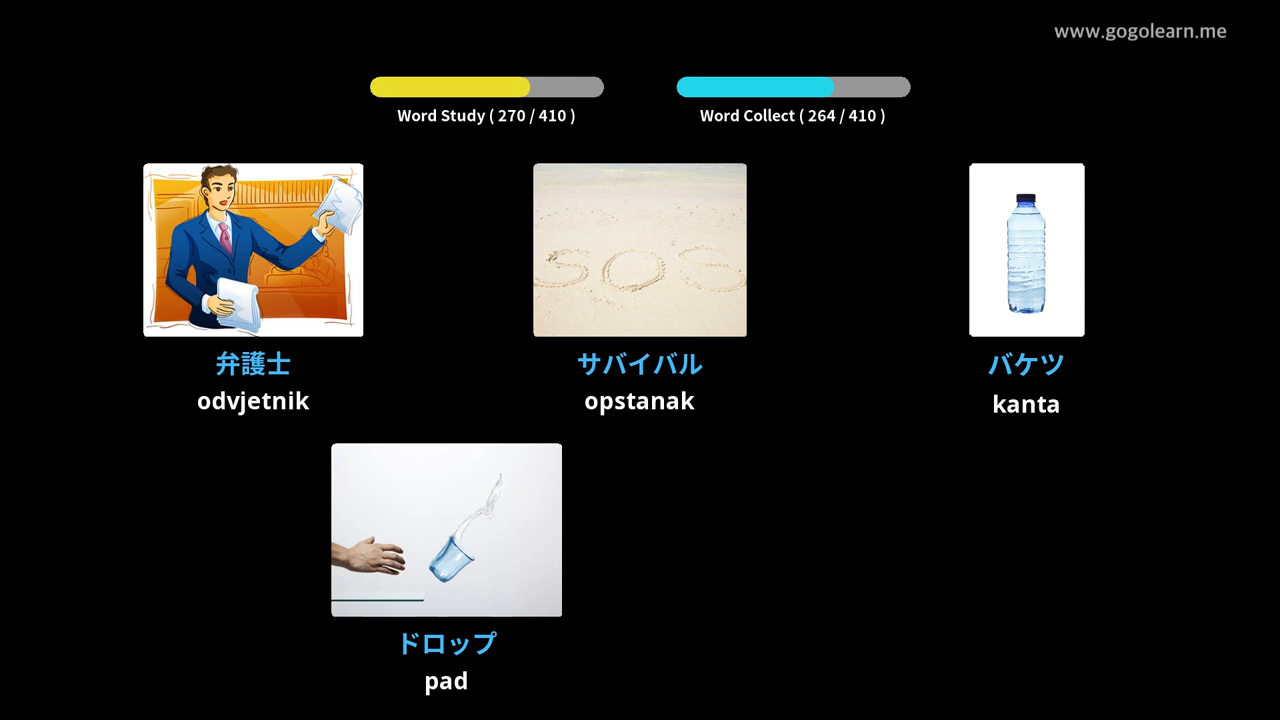 www.gogolearn.me
Word Study ( 270 / 410 )
Word Collect ( 264 / 410 )
SOS
弁護士
odvjetnik
サバイバル
opstanak
バケツ
kanta
ドロップ
pad